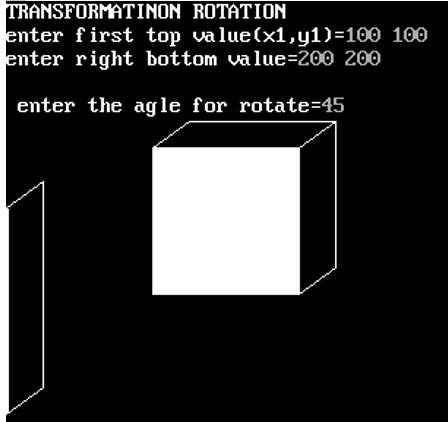 TRANSFORMATINON ROTATION
enter first top value(x1,y1)=100 100
enter right bottom value=200 200
enter the agle for rotate=45